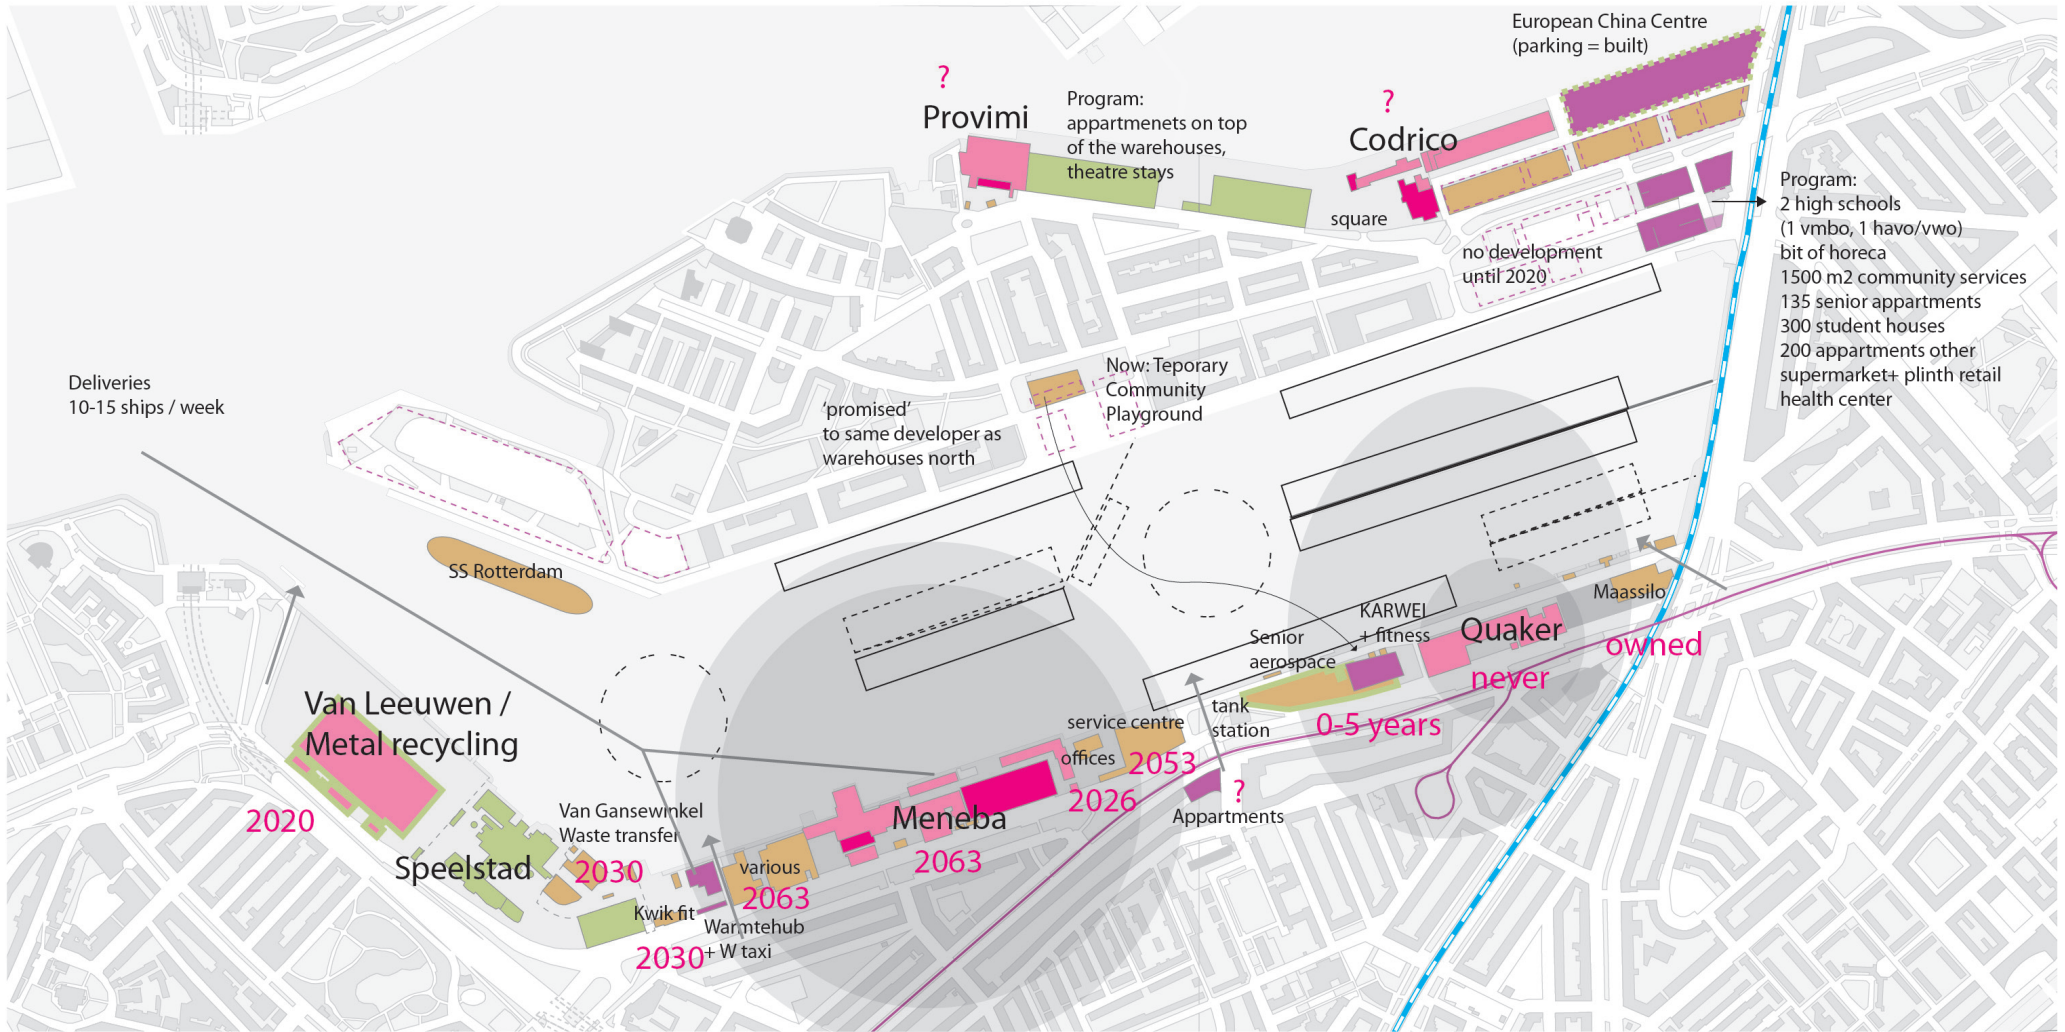 European China Centre
(parking = built)
?
Provimi
Program:
appartmenets on top
of the warehouses,
theatre stays
?
Codrico
square
no development
until 2020
Program:
2 high schools
(1 vmbo, 1 havo/vwo)
bit of horeca
1500 m2 community services
135 senior appartments
300 student houses
200 appartments other
supermarket+ plinth retail
health center
Deliveries
10-15 ships / week
'promised'
to same developer as
warehouses north
Now: Teporary
Community
Playground
SS Rotterdam
Maassilo
KARWEI
+ fitness
Quaker
owned
never
Senior
aerospace
0-5 years
tank
station
service centre
offices
2053
2026
?
Appartments
Van Leeuwen /
Metal recycling
2020
Speelstad
Van Gansewinkel
Waste transfer
2030
Meneba
2063
various
2063
Kwik fit
2030
Warmtehub
+ W taxi